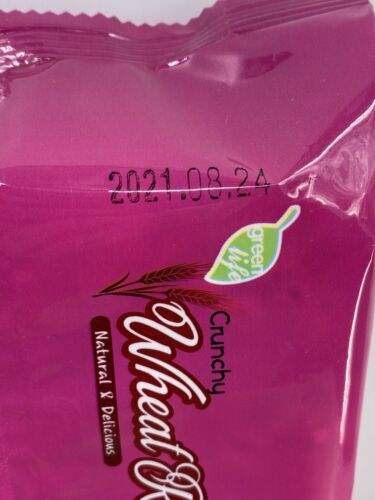 2021.08.24
green
life
Crunchy
Wheat
Natural & Delicious